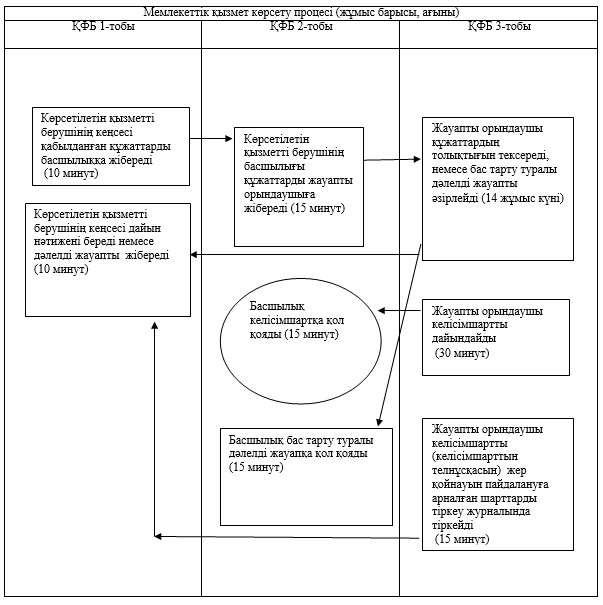 Мемлекеттік қызмет көрсету процесі (жұмыс барысы, ағыны)
ҚФБ 1-тобы
ҚФБ 2-тобы
ҚФБ 3-тобы
Көрсетілетін қызметті
берушінің кеңсесі
қабылданған құжаттарды
басшылыққа жібереді
(10 минут)
Көрсетілетін
қызметті берушінің
басшылығы
құжаттарды жауапты
орындаушыға
жібереді (15 минут)
Жауапты орындаушы
құжаттардың
толықтығын тексереді,
немесе бас тарту туралы
дәлелді жауапты
әзірлейді (14 жұмыс күні)
Көрсетілетін қызметті
берушінің кеңсесі дайын
нәтижені береді немесе
дәлелді жауапты жібереді
(10 минут)
Басшылық
келісімшартқа қол
қояды (15 минут)
Жауапты орындаушы
келісімшартты
дайындайды
(30 минут)
Басшылық бас тарту туралы
дәлелді жауапқа қол қояды
(15 минут)
Жауапты орындаушы
келісімшартты
(келісімшарттын
телнұсқасын) жер
қойнауын пайдалануға
арналған шарттарды
тіркеу журналында
тіркейді
(15 минут)